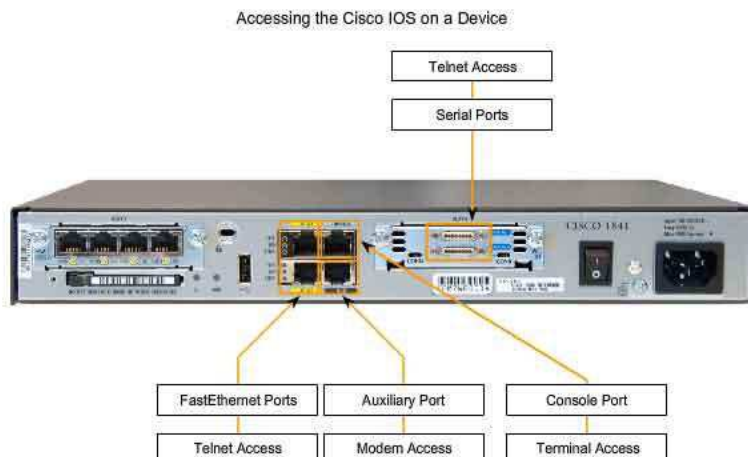 Accessing the Cisco IOS on a Device
Telnet Access
Serial Ports
CISCO 1841
FastEthernet Ports
Auxiliary Port
Console Port
Telnet Access
Modem Access
Terminal Access